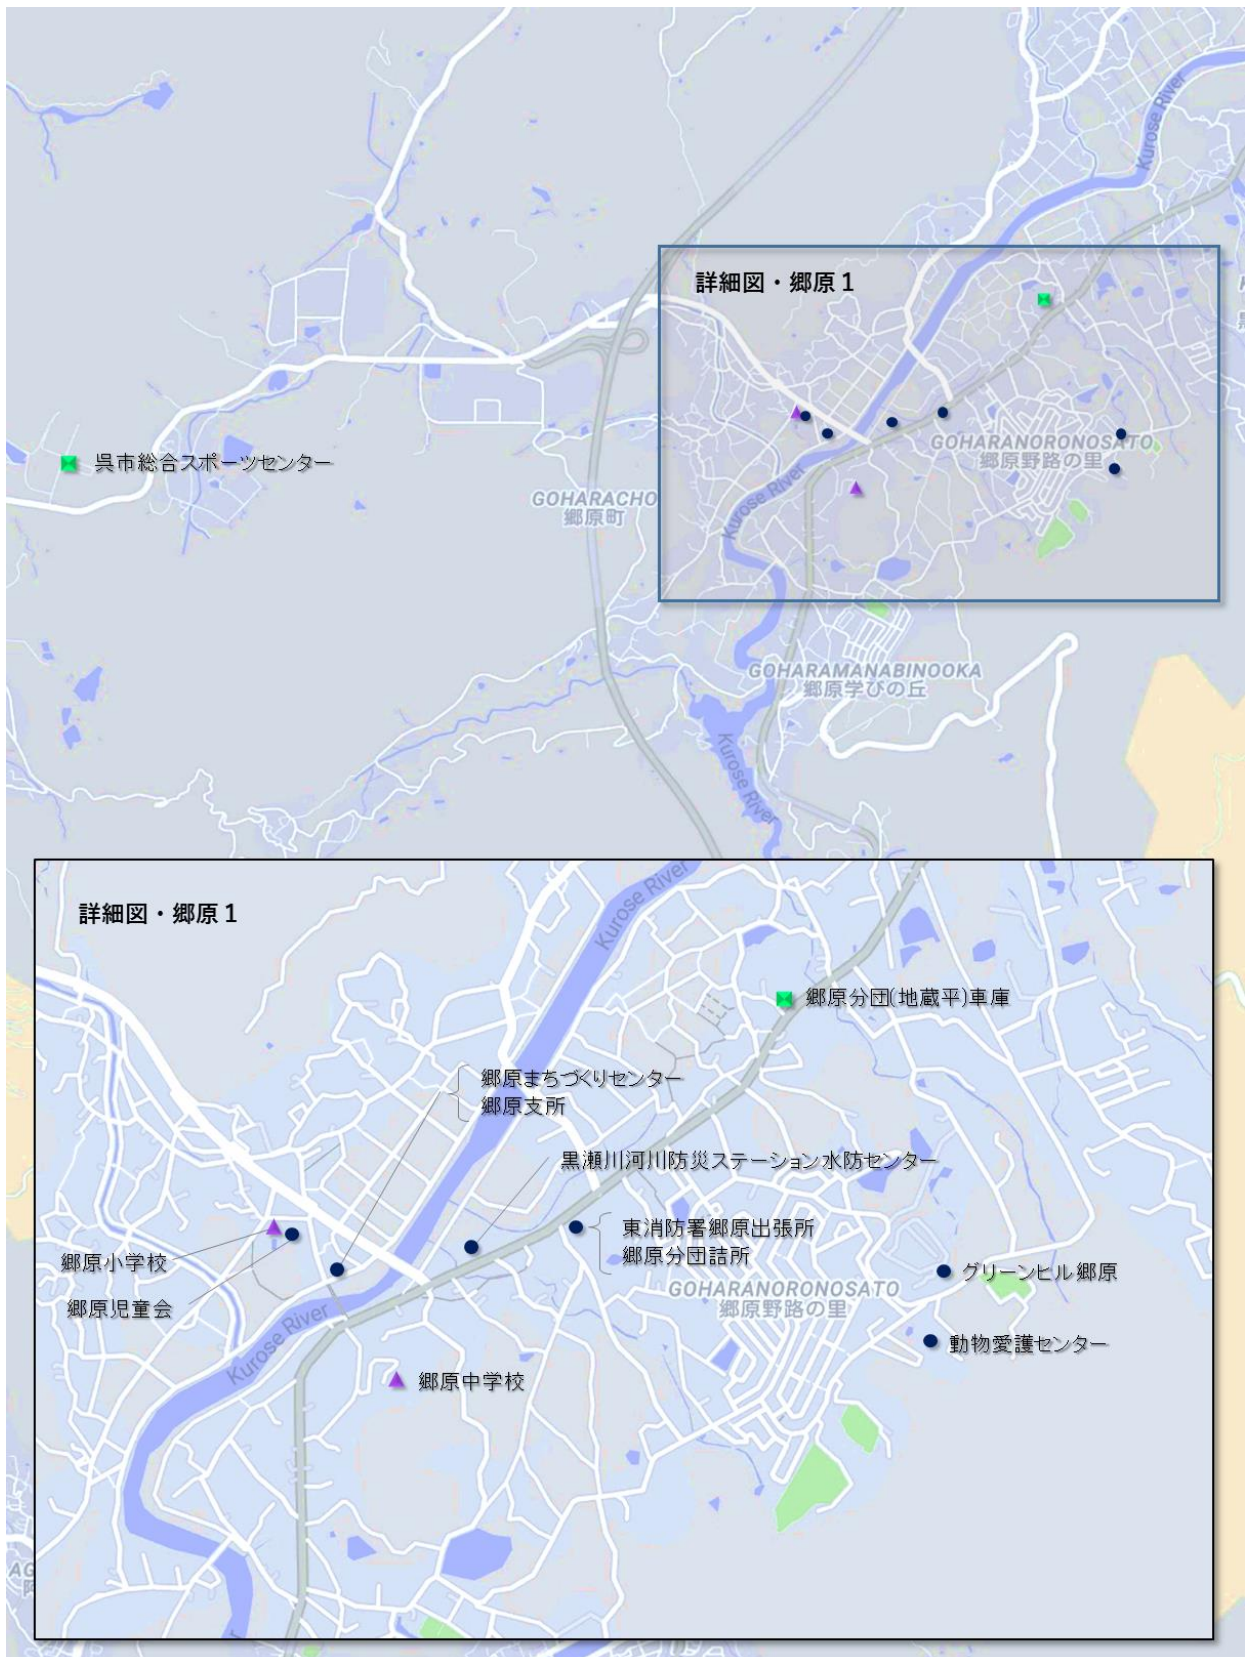 Kurose River
詳細図・郷原1
呉市総合スポーツセンター
GOHARANORONOSATO
郷原野路の里
GOHARACHO
郷原町
Kurose River
GOHARAMANABINOOKA
郷原学びの丘
Kurose River
詳細図・郷原1
Kurose River
郷原分団(地蔵平)車庫
郷原まちづくりセンター
郷原支所
黒瀬川河川防災ステーション水防センター
東消防署郷原出張所
郷原分団詰所
郷原小学校
グリーンヒル郷原
GOHARANORONOSATO
郷原野路の里
郷原児童会
Kurose River
動物愛護センター
郷原中学校